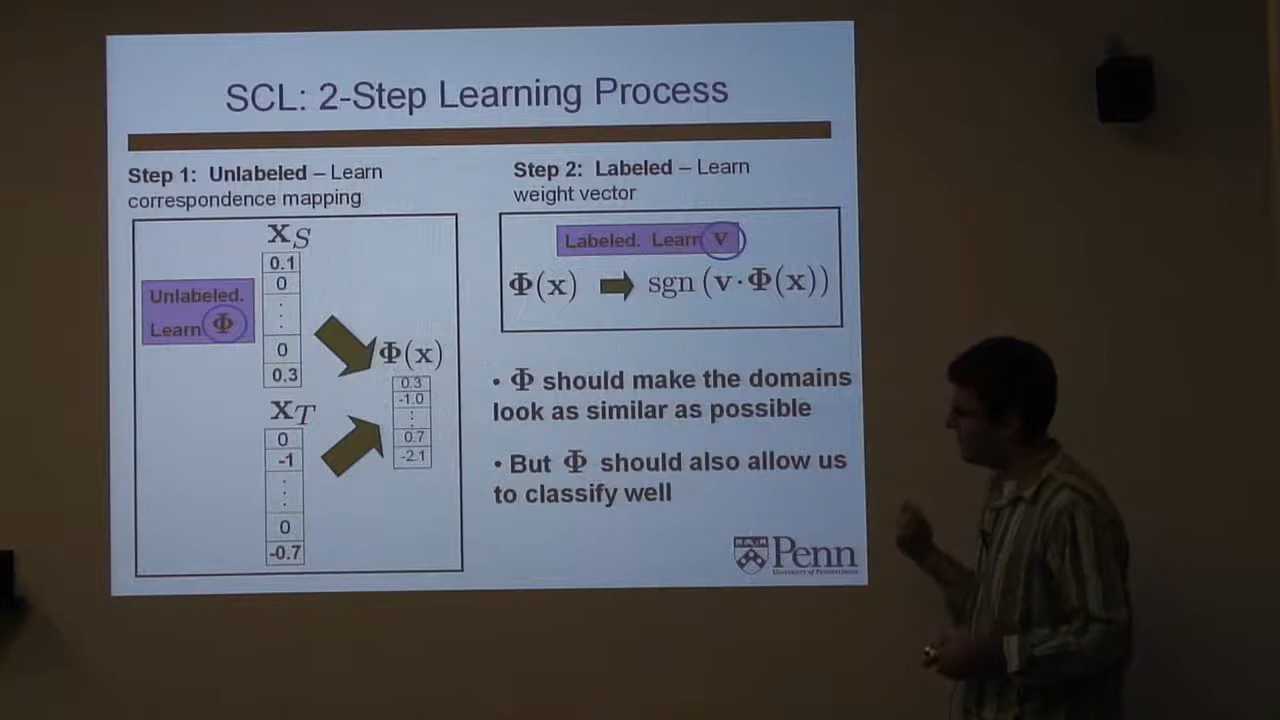 SCL: 2-Step Learning Process
Step 1: Unlabeled – Learn
correspondence mapping
x_S
0.1
0
⋮
0
0.3
Unlabeled.
Learn Φ
x_T
0
-1
⋮
0
-0.7
Φ(x)
0.3
-1.0
⋮
0.7
-2.1
Step 2: Labeled – Learn
weight vector
Labeled. Learn v
Φ(x) ➡ sgn (v·Φ(x))
• Φ should make the domains
look as similar as possible
• But Φ should also allow us
to classify well
Penn
University of Pennsylvania